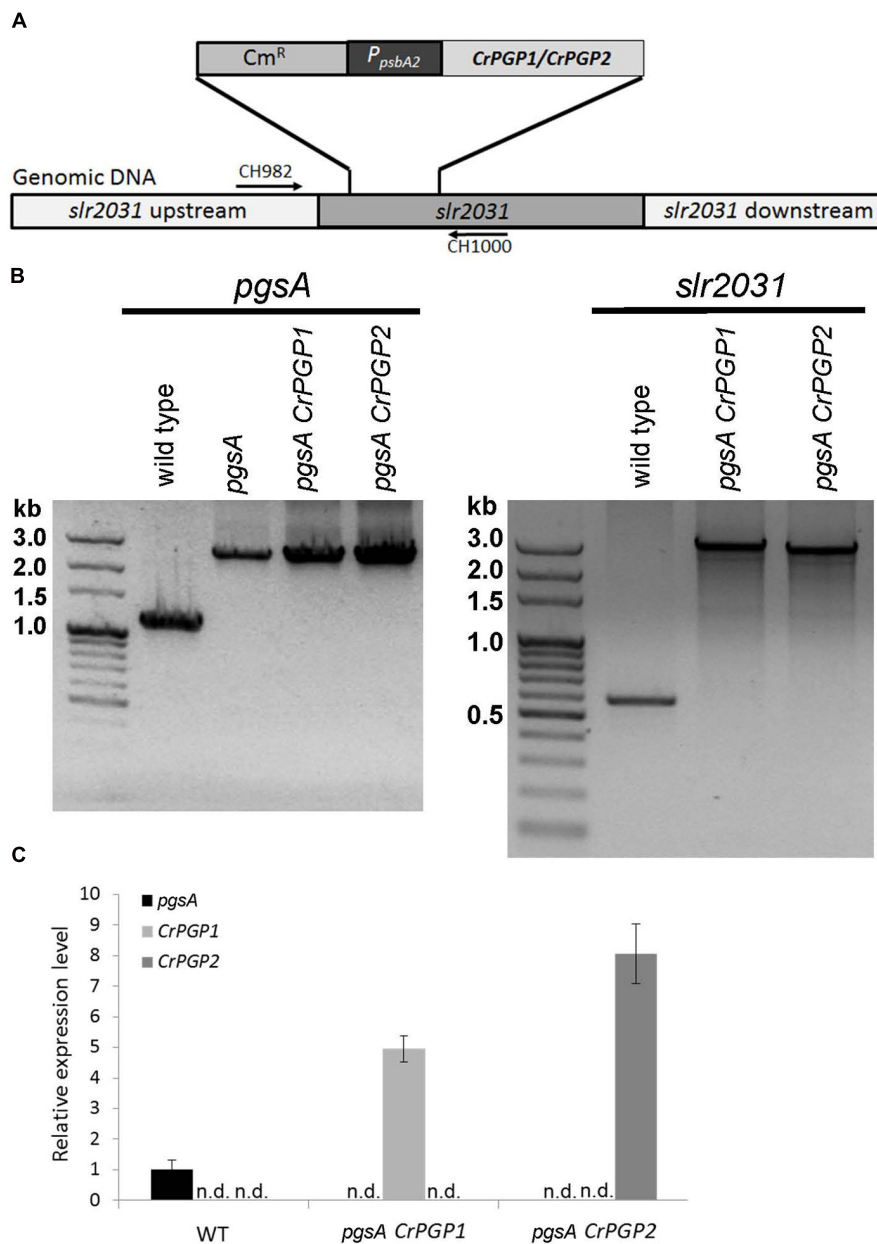 A
Cm^R P_psbA2 CrPGP1/CrPGP2
Genomic DNA
CH982
slr2031 upstream slr2031 slr2031 downstream
CH1000
B
pgsA
wild type
pgsA
pgsA CrPGP1
pgsA CrPGP2
kb
3.0
2.0
1.5
1.0
slr2031
wild type
pgsA CrPGP1
pgsA CrPGP2
kb
3.0
2.0
1.5
1.0
0.5
C
Relative expression level
10
9
8
7
6
5
4
3
2
1
0
pgsA
CrPGP1
CrPGP2
n.d. n.d. n.d. n.d. n.d. n.d.
WT pgsA CrPGP1 pgsA CrPGP2